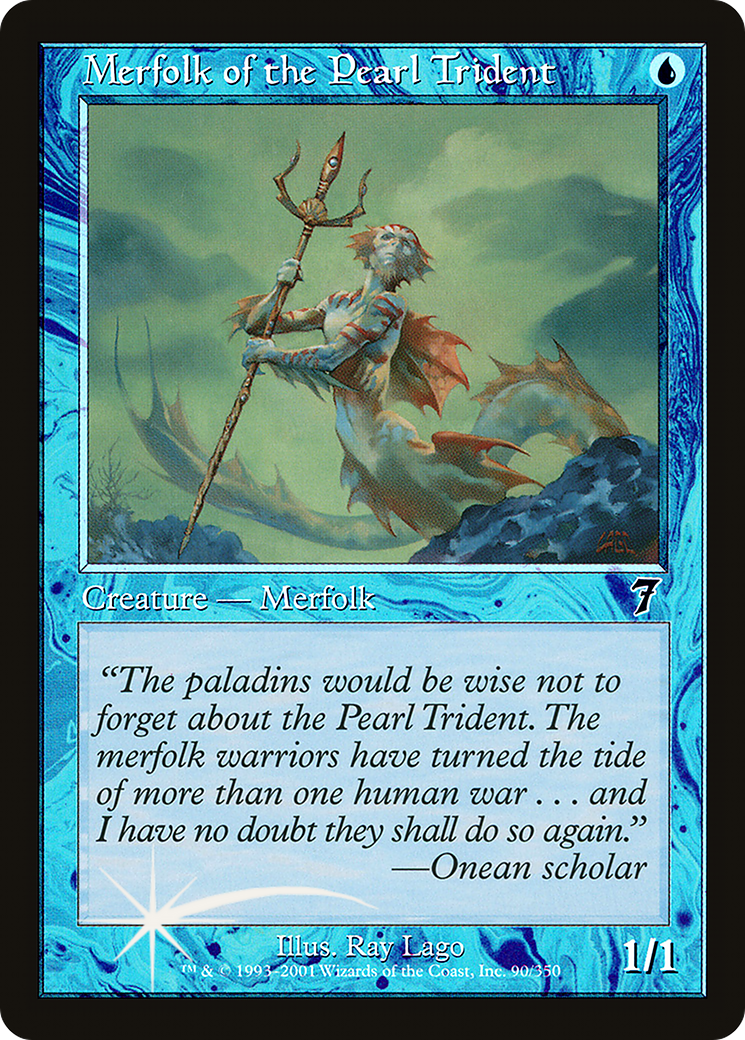 Merfolk of the Pearl Trident
LAGO
Creature — Merfolk
7
“The paladins would be wise not to
forget about the Pearl Trident. The
merfolk warriors have turned the tide
of more than one human war . . . and
I have no doubt they shall do so again.”
—Onean scholar
Illus. Ray Lago
™ & © 1993–2001 Wizards of the Coast, Inc. 90/350
1/1